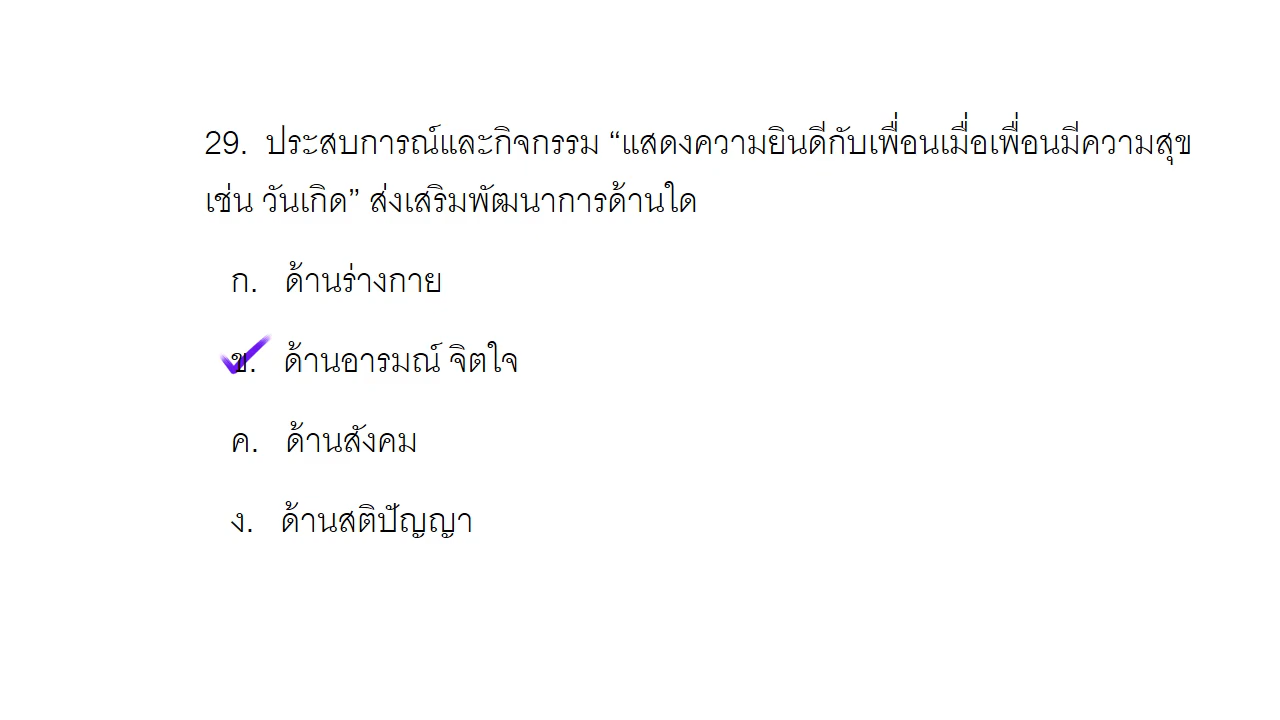 29. ประสบการณ์และกิจกรรม “แสดงความยินดีกับเพื่อนเมื่อเพื่อนมีความสุข
เช่น วันเกิด” ส่งเสริมพัฒนาการด้านใด
ก. ด้านร่างกาย
ข. ด้านอารมณ์ จิตใจ
ค. ด้านสังคม
ง. ด้านสติปัญญา